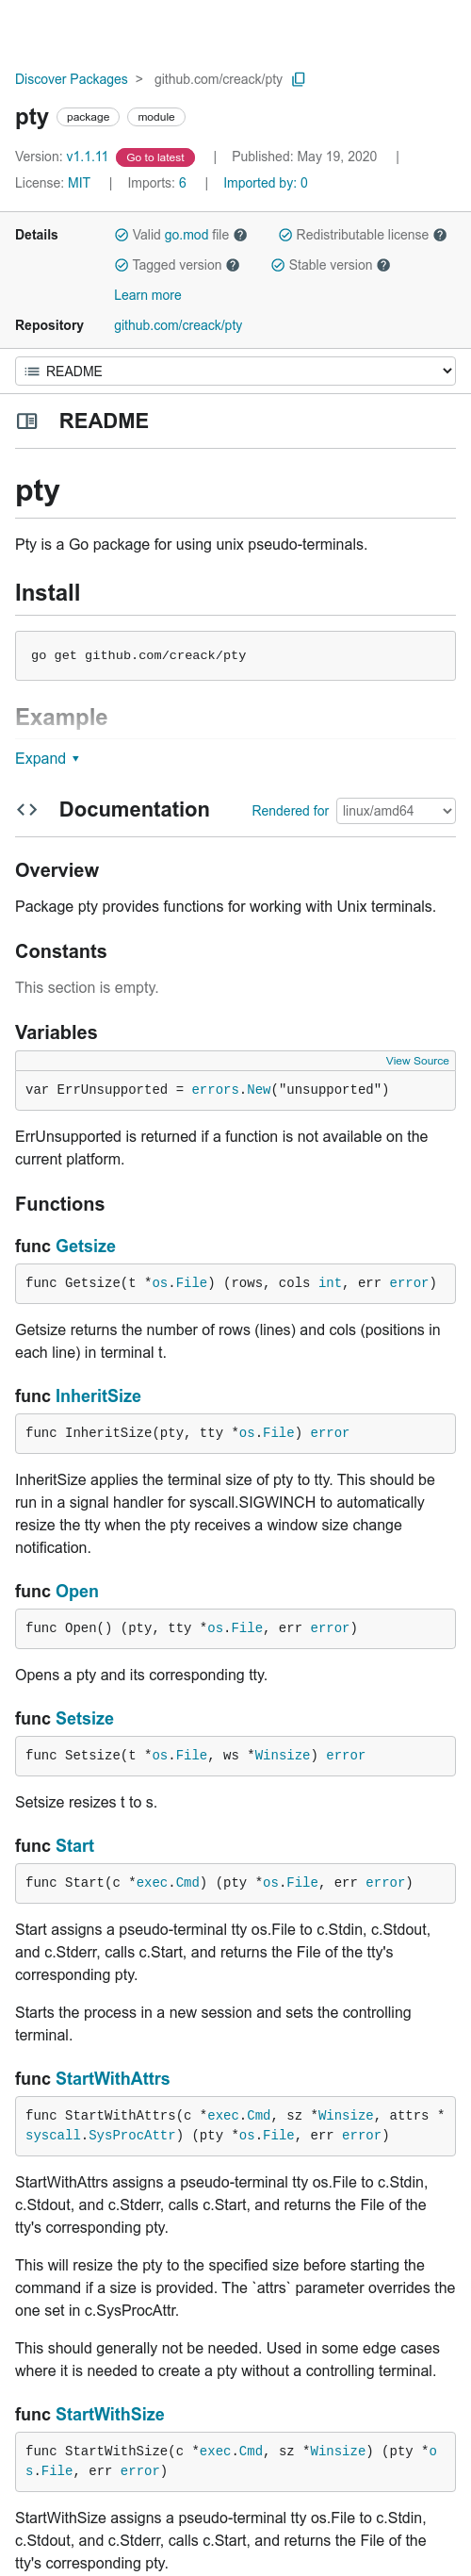 Discover Packages > github.com/creack/pty
pty package module
Version: v1.1.11 Go to latest | Published: May 19, 2020 |
License: MIT | Imports: 6 | Imported by: 0
Details Valid go.mod file Redistributable license
Tagged version Stable version
Learn more
Repository github.com/creack/pty
README
README
pty
Pty is a Go package for using unix pseudo-terminals.
Install
go get github.com/creack/pty
Example
Expand ▼
Documentation Rendered for linux/amd64
Overview
Package pty provides functions for working with Unix terminals.
Constants
This section is empty.
Variables
View Source
var ErrUnsupported = errors.New("unsupported")
ErrUnsupported is returned if a function is not available on the
current platform.
Functions
func Getsize
func Getsize(t *os.File) (rows, cols int, err error)
Getsize returns the number of rows (lines) and cols (positions in
each line) in terminal t.
func InheritSize
func InheritSize(pty, tty *os.File) error
InheritSize applies the terminal size of pty to tty. This should be
run in a signal handler for syscall.SIGWINCH to automatically
resize the tty when the pty receives a window size change
notification.
func Open
func Open() (pty, tty *os.File, err error)
Opens a pty and its corresponding tty.
func Setsize
func Setsize(t *os.File, ws *Winsize) error
Setsize resizes t to s.
func Start
func Start(c *exec.Cmd) (pty *os.File, err error)
Start assigns a pseudo-terminal tty os.File to c.Stdin, c.Stdout,
and c.Stderr, calls c.Start, and returns the File of the tty's
corresponding pty.
Starts the process in a new session and sets the controlling
terminal.
func StartWithAttrs
func StartWithAttrs(c *exec.Cmd, sz *Winsize, attrs *
syscall.SysProcAttr) (pty *os.File, err error)
StartWithAttrs assigns a pseudo-terminal tty os.File to c.Stdin,
c.Stdout, and c.Stderr, calls c.Start, and returns the File of the
tty's corresponding pty.
This will resize the pty to the specified size before starting the
command if a size is provided. The `attrs` parameter overrides the
one set in c.SysProcAttr.
This should generally not be needed. Used in some edge cases
where it is needed to create a pty without a controlling terminal.
func StartWithSize
func StartWithSize(c *exec.Cmd, sz *Winsize) (pty *o
s.File, err error)
StartWithSize assigns a pseudo-terminal tty os.File to c.Stdin,
c.Stdout, and c.Stderr, calls c.Start, and returns the File of the
tty's corresponding pty.